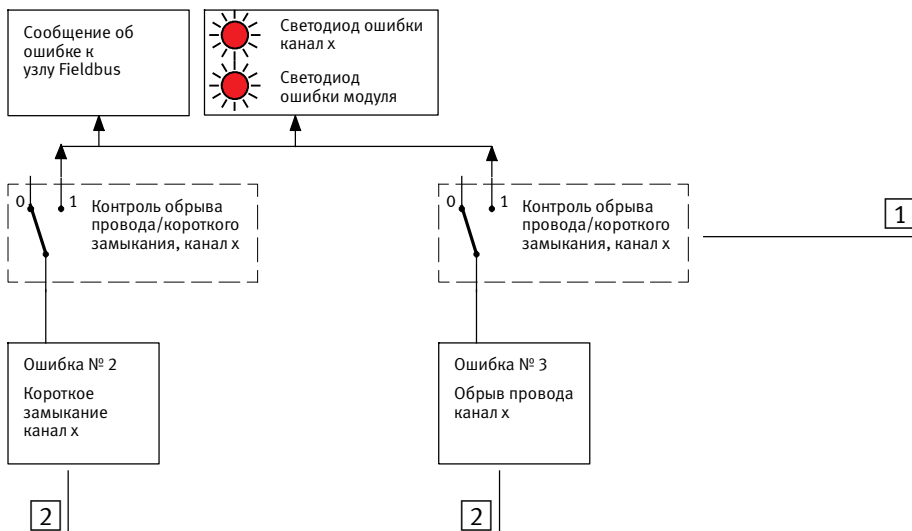 Сообщение об
ошибке к
узлу Fieldbus
Светодиод ошибки
канал x
Светодиод
ошибки модуля
0
1
Контроль обрыва
провода/короткого
замыкания, канал x
0
1
Контроль обрыва
провода/короткого
замыкания, канал x
1
Ошибка № 2
Короткое
замыкание
канал x
Ошибка № 3
Обрыв провода
канал x
2
2